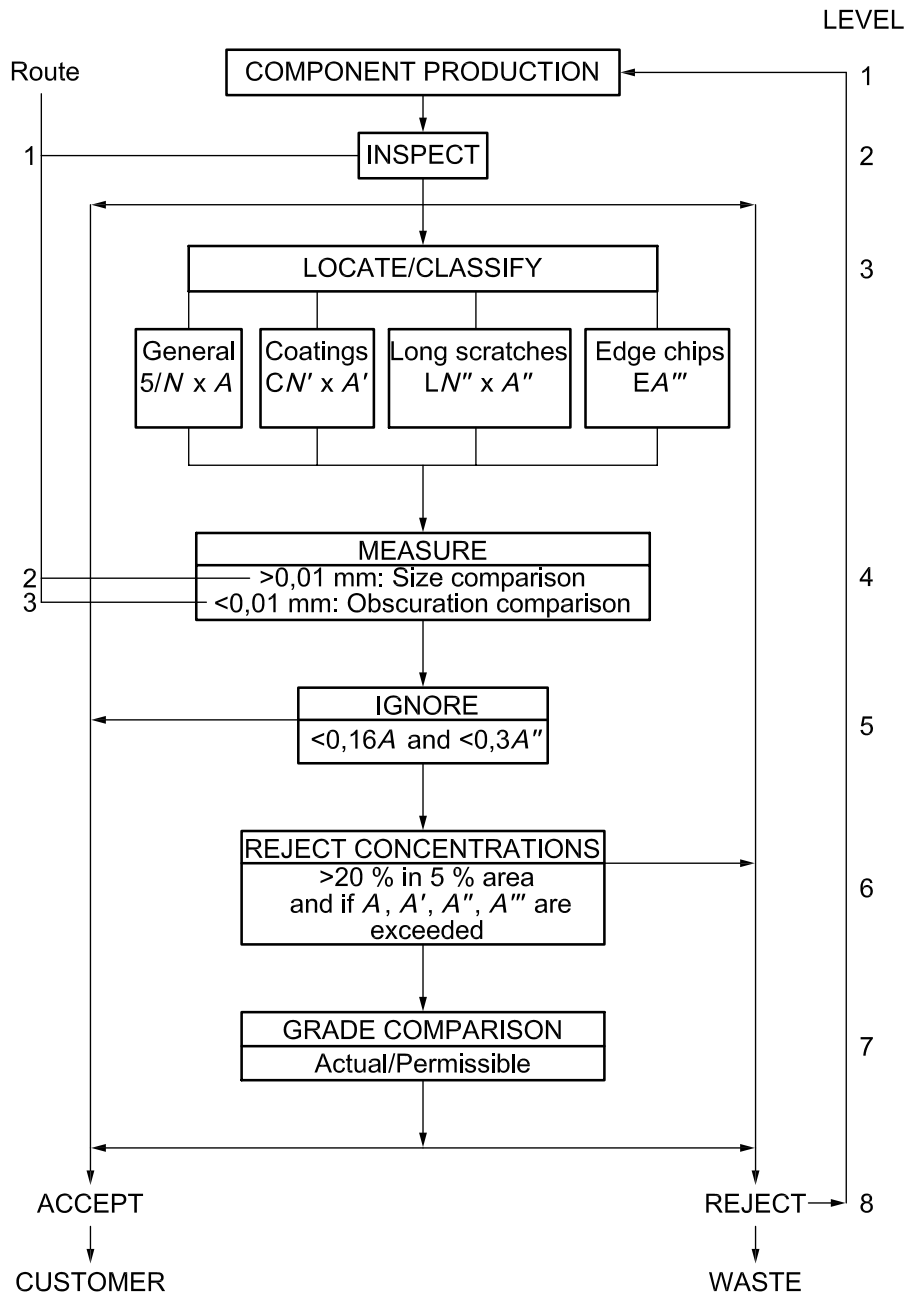 LEVEL
Route
COMPONENT PRODUCTION
1
1
INSPECT
2
LOCATE/CLASSIFY
3
General
5/N x A
Coatings
CN′ x A′
Long scratches
LN″ x A″
Edge chips
EA‴
MEASURE
2
>0,01 mm: Size comparison
4
3
<0,01 mm: Obscuration comparison
IGNORE
<0,16A and <0,3A″
5
REJECT CONCENTRATIONS
>20 % in 5 % area
and if A, A′, A″, A‴ are
exceeded
6
GRADE COMPARISON
Actual/Permissible
7
ACCEPT
REJECT
8
CUSTOMER
WASTE